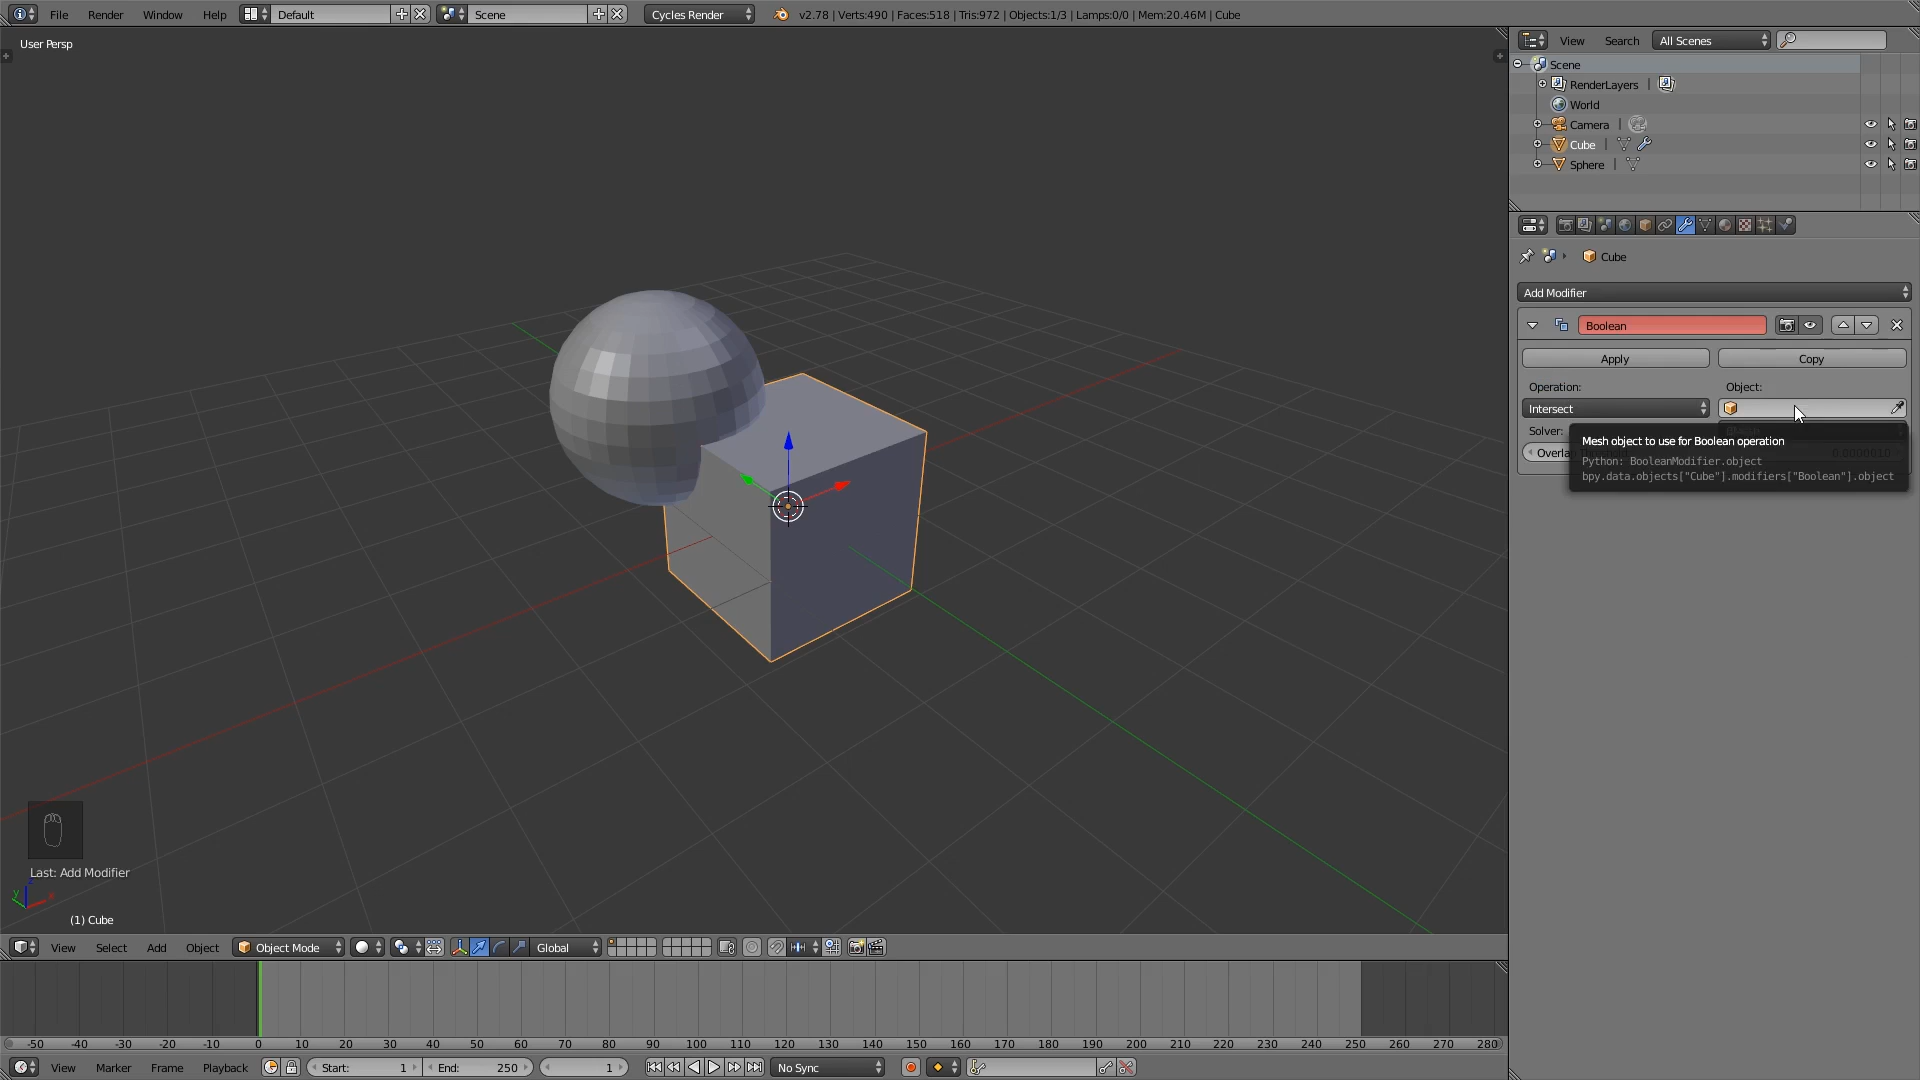 File Render Window Help Default Scene Cycles Render v2.78 | Verts:490 | Faces:518 | Tris:972 | Objects:1/3 | Lamps:0/0 | Mem:20.46M | Cube
User Persp
View Search All Scenes
Scene
RenderLayers
World
Camera
Cube
Sphere
Cube
Add Modifier
Boolean
Apply Copy
Operation: Object:
Intersect
Solver:
Mesh object to use for Boolean operation
Python: BooleanModifier.object
bpy.data.objects["Cube"].modifiers["Boolean"].object
Last: Add Modifier
(1) Cube
View Select Add Object Object Mode Global
-50 -40 -30 -20 -10 0 10 20 30 40 50 60 70 80 90 100 110 120 130 140 150 160 170 180 190 200 210 220 230 240 250 260 270 280
View Marker Frame Playback Start: 1 End: 250 1 No Sync